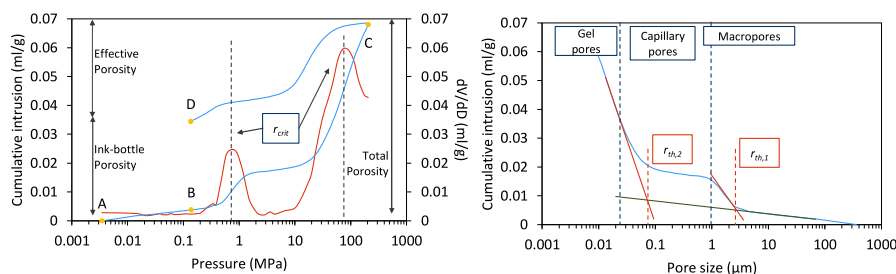 0.07
0.06
0.05
0.04
0.03
0.02
0.01
0
Cumulative intrusion (ml/g)
Effective
Porosity
Ink-bottle
Porosity
A
B
C
D
r_crit
Total
Porosity
0.07
0.06
0.05
0.04
0.03
0.02
0.01
0
dV/dD (ml/g)
0.001 0.01 0.1 1 10 100 1000
Pressure (MPa)
0.07
0.06
0.05
0.04
0.03
0.02
0.01
0
Cumulative intrusion (ml/g)
Gel
pores
Capillary
pores
Macropores
r_th,2
r_th,1
0.001 0.01 0.1 1 10 100 1000
Pore size (μm)